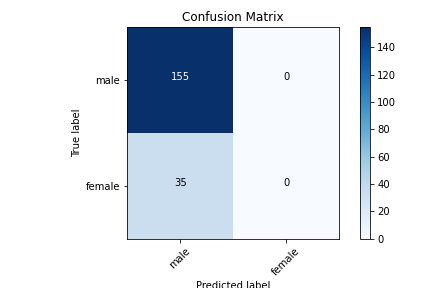 Confusion Matrix
male
155
0
female
35
0
True label
male
female
Predicted label
140
120
100
80
60
40
20
0